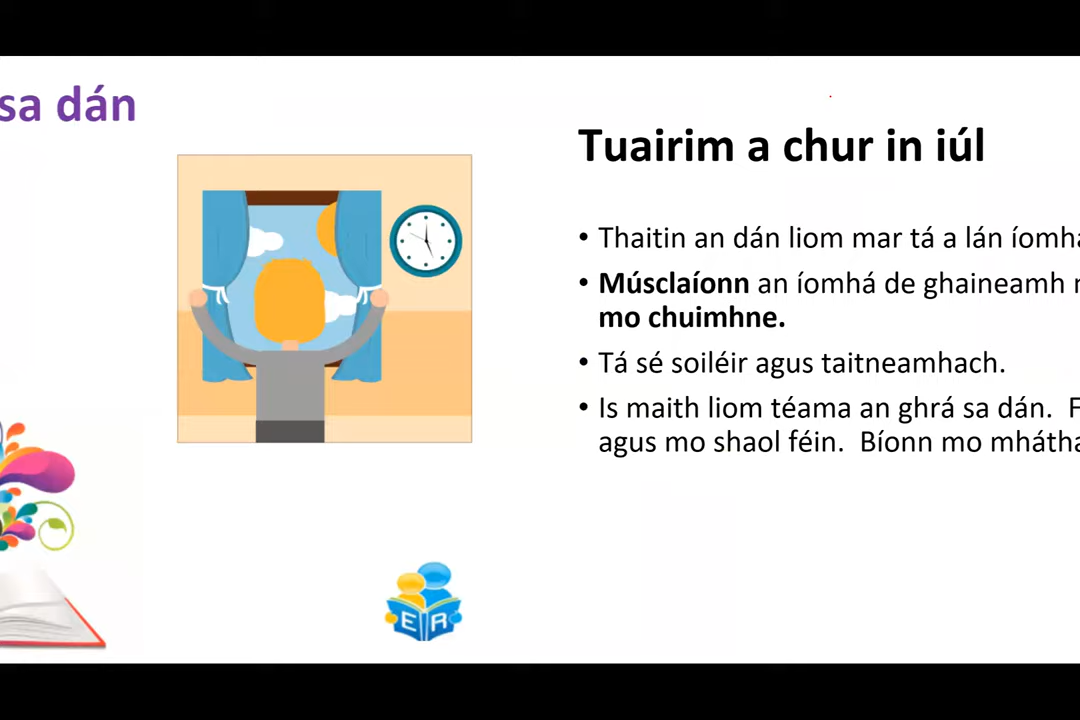 sa dán
Tuairim a chur in iúl
• Thaitin an dán liom mar tá a lán
• Músclaíonn an íomhá de ghaineamh
mo chuimhne.
• Tá sé soiléir agus taitneamhach.
• Is maith liom téama an ghrá sa dán.
agus mo shaol féin. Bíonn mo
E R